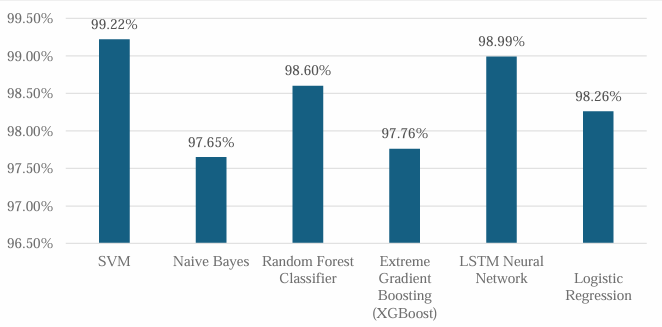 99.50%
99.00%
98.50%
98.00%
97.50%
97.00%
96.50%
99.22%
97.65%
98.60%
97.76%
98.99%
98.26%
SVM
Naive Bayes
Random Forest
Classifier
Extreme
Gradient
Boosting
(XGBoost)
LSTM Neural
Network
Logistic
Regression